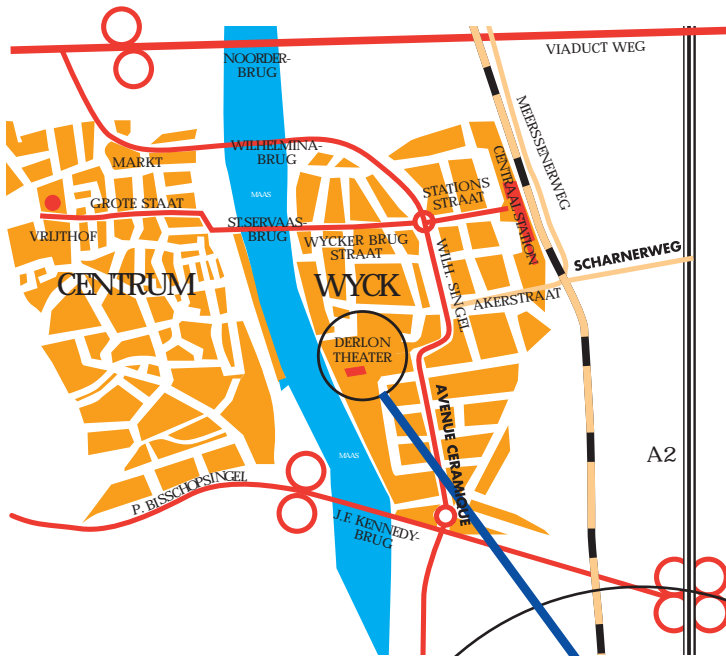 VIADUCT WEG
NOORDER-
BRUG
MEERSSENERWEG
WILHELMINA-
BRUG
MARKT
CENTRAAL STATION
STATIONS
STRAAT
MAAS
GROTE STAAT
ST.SERVAAS-
BRUG
VRIJTHOF
WYCKER BRUG
STRAAT
WILH. SINGEL
SCHARNERWEG
CENTRUM
WYCK
AKERSTRAAT
DERLON
THEATER
AVENUE CERAMIQUE
MAAS
A2
P. BISSCHOPSINGEL
J.F. KENNEDY-
BRUG